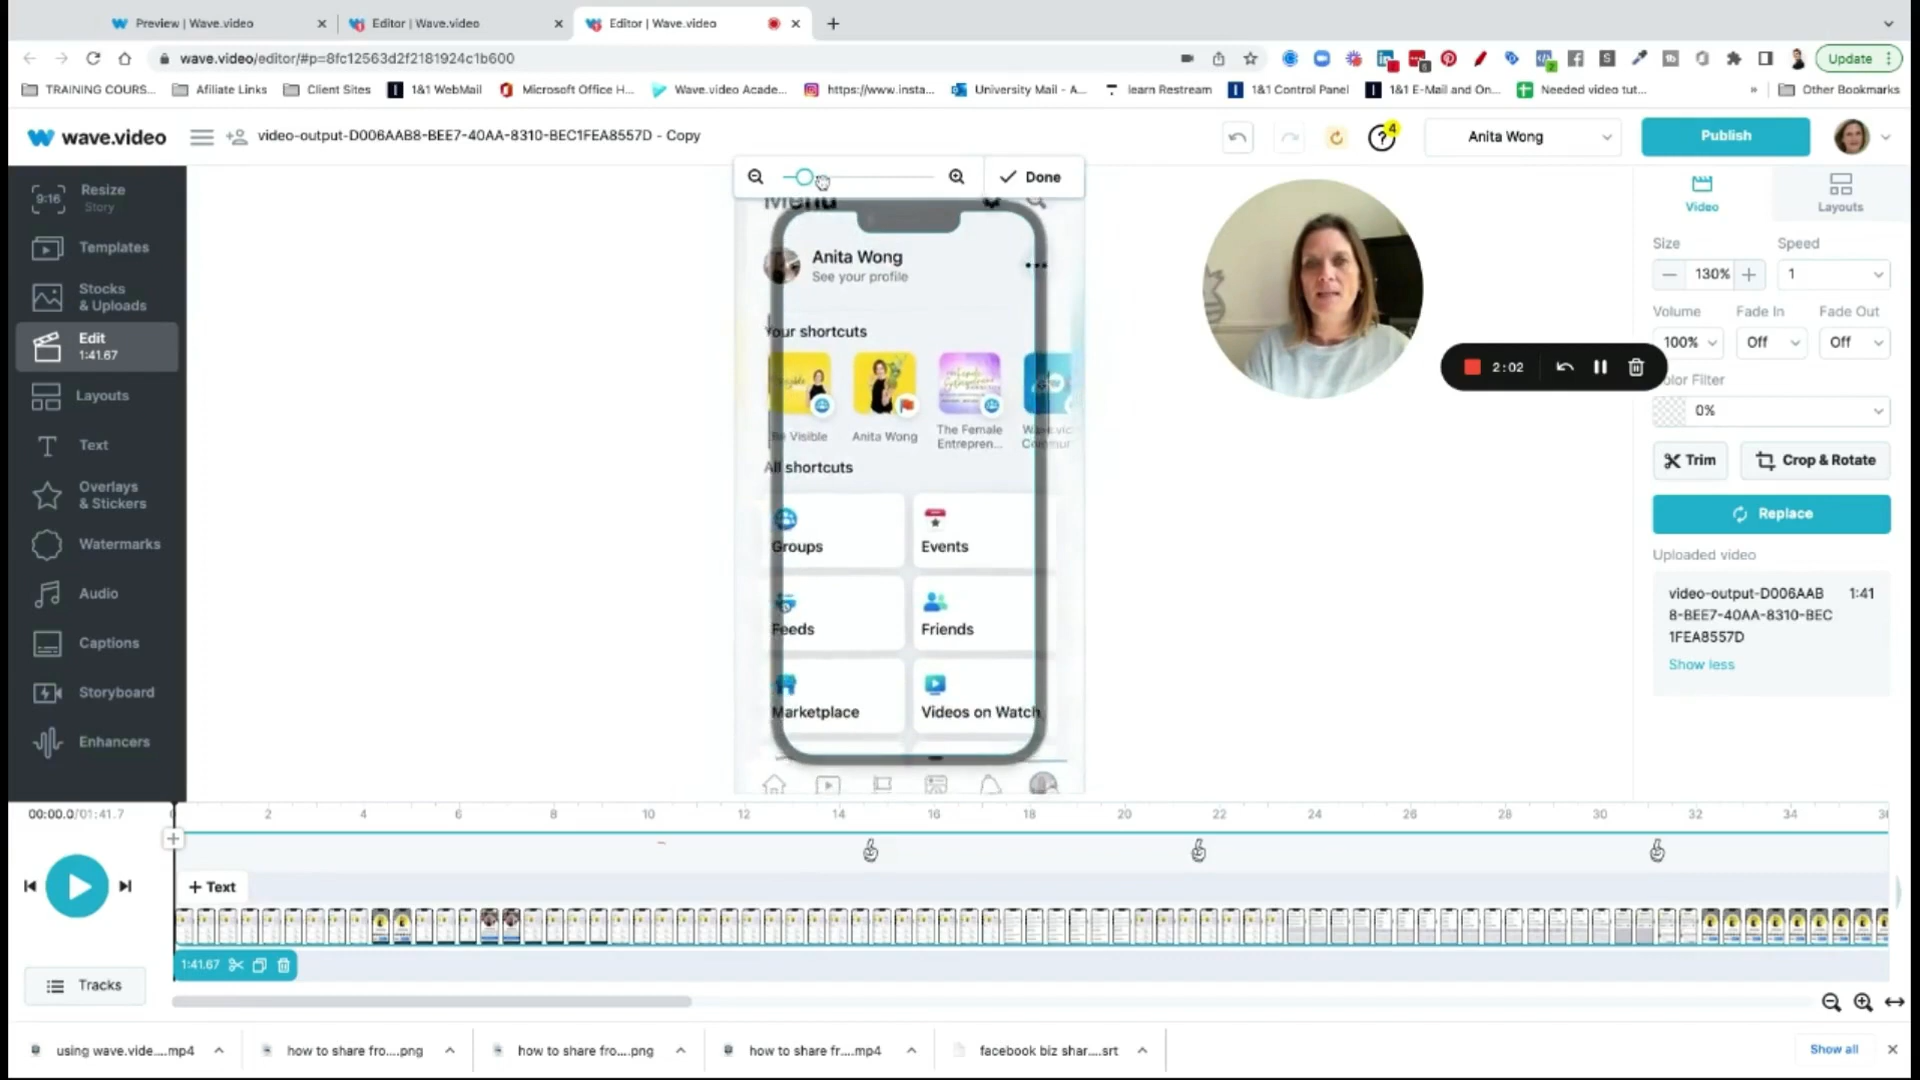 Preview | Wave.video
Editor | Wave.video
Editor | Wave.video
wave.video/editor/#p=8fc12563d2f2181924c1b600
Update
TRAINING COURS...
Afiliate Links
Client Sites
1&1 WebMail
Microsoft Office H...
Wave.video Acade...
https://www.insta...
University Mail - A...
learn Restream
1&1 Control Panel
1&1 E-Mail and On...
Needed video tut...
»
Other Bookmarks
wave.video
video-output-D006AAB8-BEE7-40AA-8310-BEC1FEA8557D - Copy
4
Anita Wong
Publish
9:16
Resize
Story
Templates
Stocks
& Uploads
Edit
1:41.67
Layouts
Text
Overlays
& Stickers
Watermarks
Audio
Captions
Storyboard
Enhancers
Done
Menu
Anita Wong
See your profile
Your shortcuts
Be Visible
Anita Wong
The Female
Entrepren...
All shortcuts
Groups
Events
Feeds
Friends
Marketplace
Videos on Watch
2:02
Video
Layouts
Size
Speed
130%
1
Volume
Fade In
Fade Out
100%
Off
Off
Color Filter
0%
Trim
Crop & Rotate
Replace
Uploaded video
video-output-D006AAB
8-BEE7-40AA-8310-BEC
1FEA8557D
1:41
Show less
00:00.0/01:41.7
2
4
6
8
10
12
14
16
18
20
22
24
26
28
30
32
34
+ Text
1:41.67
Tracks
using wave.vide....mp4
how to share fro....png
how to share fro....png
how to share fr....mp4
facebook biz shar....srt
Show all